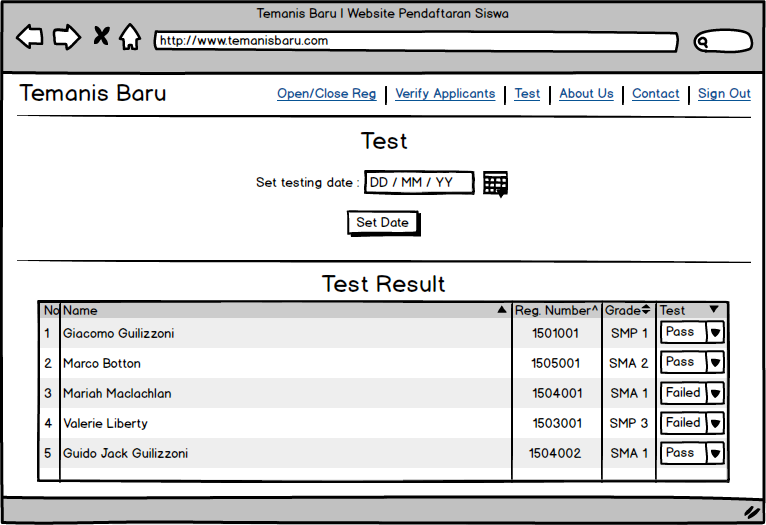 Temanis Baru | Website Pendaftaran Siswa
http://www.temanisbaru.com
Temanis Baru Open/Close Reg | Verify Applicants | Test | About Us | Contact | Sign Out
Test
Set testing date : DD / MM / YY
Set Date
Test Result
No Name Reg. Number^ Grade Test
1 Giacomo Guilizzoni 1501001 SMP 1 Pass
2 Marco Botton 1505001 SMA 2 Pass
3 Mariah Maclachlan 1504001 SMA 1 Failed
4 Valerie Liberty 1503001 SMP 3 Failed
5 Guido Jack Guilizzoni 1504002 SMA 1 Pass